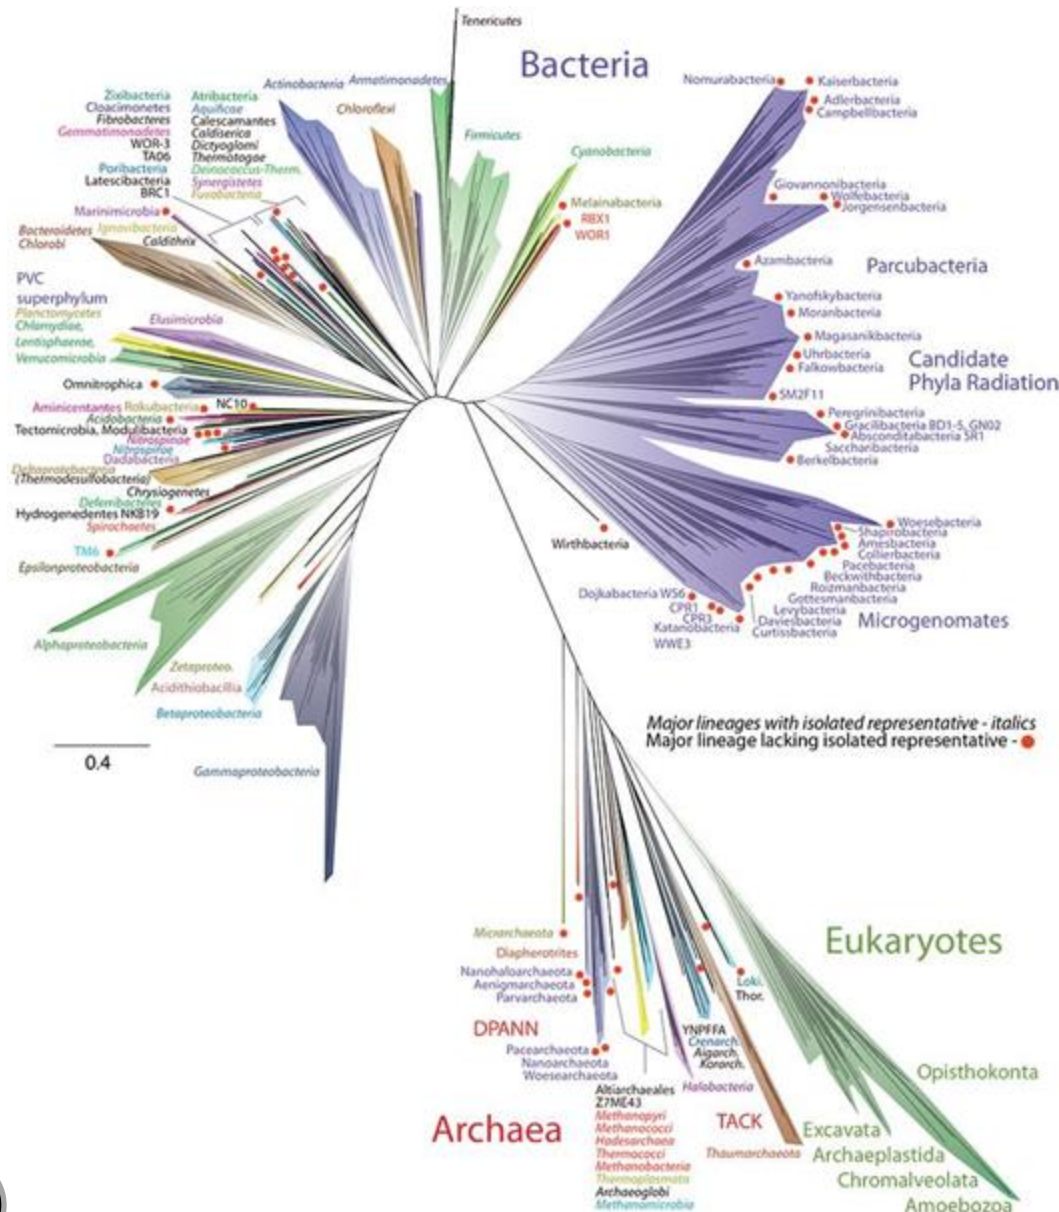 Tenericutes
Bacteria
Actinobacteria
Armatimonadetes
Nomurabacteria
Kaiserbacteria
Adlerbacteria
Campbellbacteria
Zixibacteria
Cloacimonetes
Fibrobacteres
Gemmatimonadetes
WOR-3
TA06
Poribacteria
Latescibacteria
BRC1
Atribacteria
Aquificae
Calescamantes
Caldiserica
Dictyoglomi
Thermotogae
Deinococcus-Therm.
Synergistetes
Fusobacteria
Chloroflexi
Firmicutes
Cyanobacteria
Melainabacteria
RBX1
WOR1
Giovannonibacteria
Wolfebacteria
Jorgensenbacteria
Marinimicrobia
Ignavibacteria
Bacteroidetes
Chlorobi
Caldithrix
Azambacteria
Parcubacteria
PVC
superphylum
Planctomycetes
Chlamydiae,
Lentisphaerae,
Verrucomicrobia
Elusimicrobia
Yanofskybacteria
Moranbacteria
Magasanikbacteria
Uhrbacteria
Falkowbacteria
Candidate
Phyla Radiation
SM2F11
Omnitrophica
Aminicentantes Rokubacteria
NC10
Acidobacteria
Tectomicrobia, Modulibacteria
Nitrospinae
Nitrospirae
Dadabacteria
Deltaprotebacteria
(Thermodesulfobacteria)
Chrysiogenetes
Deferribacteres
Hydrogenedentes NKB19
Spirochaetes
TM6
Epsilonproteobacteria
Peregrinibacteria
Gracilibacteria BD1-5, GN02
Absconditabacteria SR1
Saccharibacteria
Berkelbacteria
Woesebacteria
Shapirobacteria
Amesbacteria
Collierbacteria
Pacebacteria
Beckwithbacteria
Roizmanbacteria
Gottesmanbacteria
Levybacteria
Daviesbacteria
Curtissbacteria
Microgenomates
Wirthbacteria
Dojkabacteria WS6
CPR1
CPR3
Katanobacteria
WWE3
Alphaproteobacteria
Zetaproteo.
Acidithiobacillia
Betaproteobacteria
Gammaproteobacteria
0.4
Major lineages with isolated representative - italics
Major lineage lacking isolated representative -
Micrarchaeota
Diapherotrites
Nanohaloarchaeota
Aenigmarchaeota
Parvarchaeota
DPANN
Pacearchaeota
Nanoarchaeota
Woesearchaeota
Archaea
Altiarchaeales
Z7ME43
Methanopyri
Methanococci
Hadesarchaea
Thermococci
Methanobacteria
Thermoplasmata
Archaeoglobi
Methanomicrobia
Halobacteria
YNPFFA
Crenarch.
Aigarch.
Korarch.
Loki.
Thor.
TACK
Thaumarchaeota
Eukaryotes
Opisthokonta
Excavata
Archaeplastida
Chromalveolata
Amoebozoa